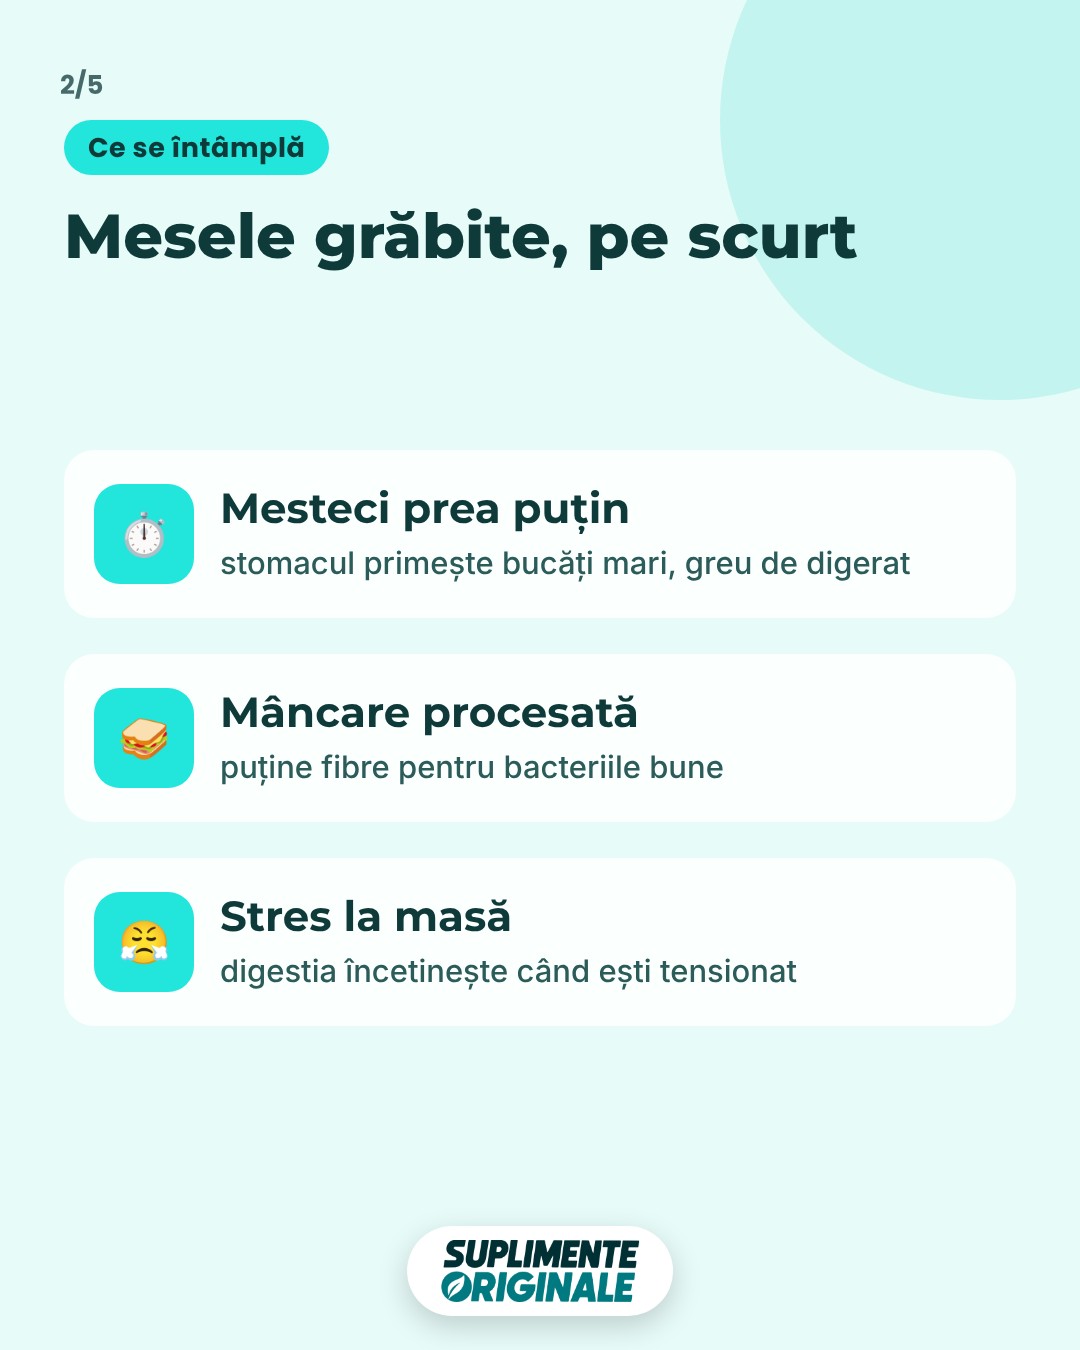 2/5
Ce se întâmplă
Mesele grăbite, pe scurt
Mesteci prea puțin
stomacul primește bucăți mari, greu de digerat
Mâncare procesată
puține fibre pentru bacteriile bune
Stres la masă
digestia încetinește când ești tensionat
SUPLIMENTE
ORIGINALE